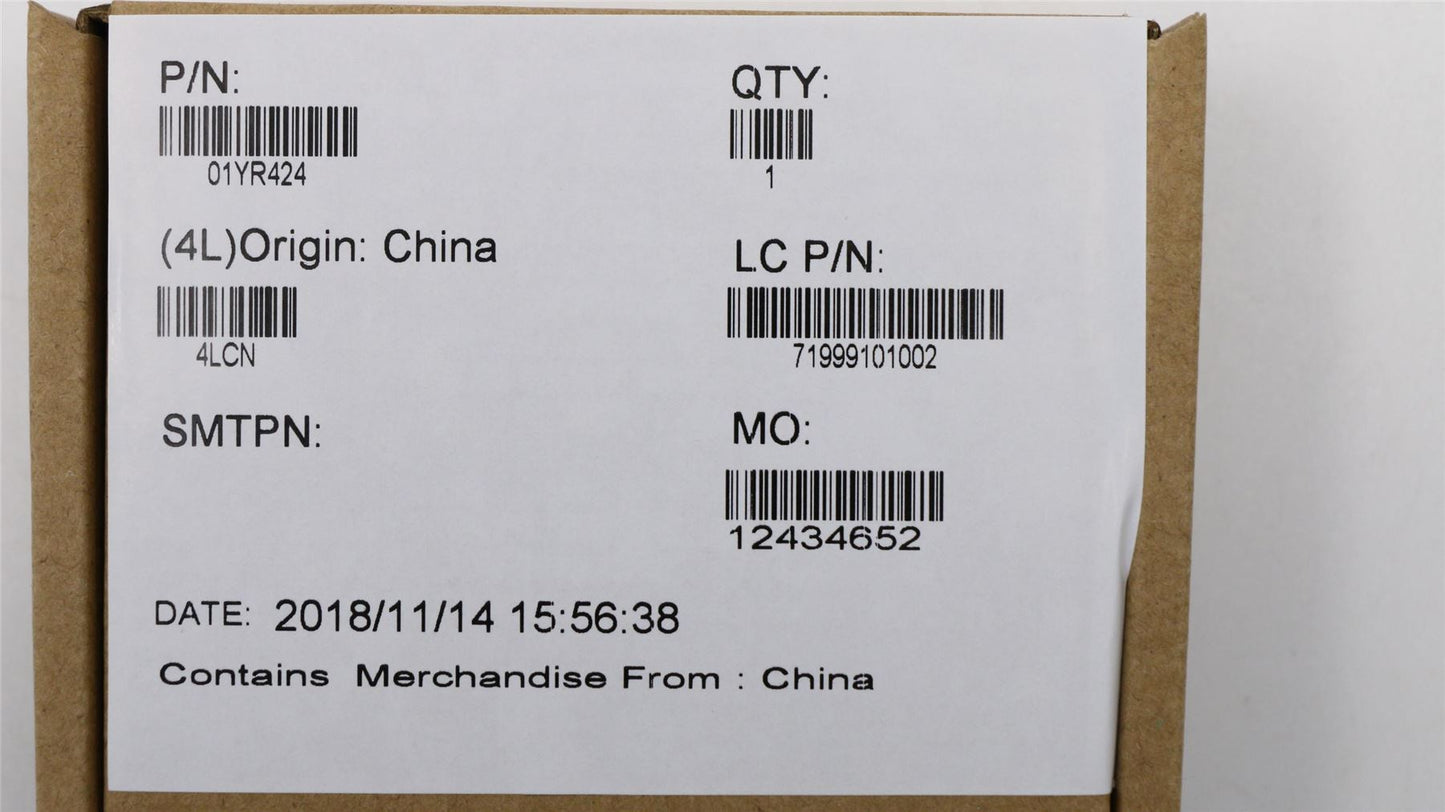 P/N:
01YR424
QTY:
1
(4L)Origin: China
4LCN
LC P/N:
71999101002
SMTPN:
MO:
12434652
DATE: 2018/11/14 15:56:38
Contains Merchandise From : China